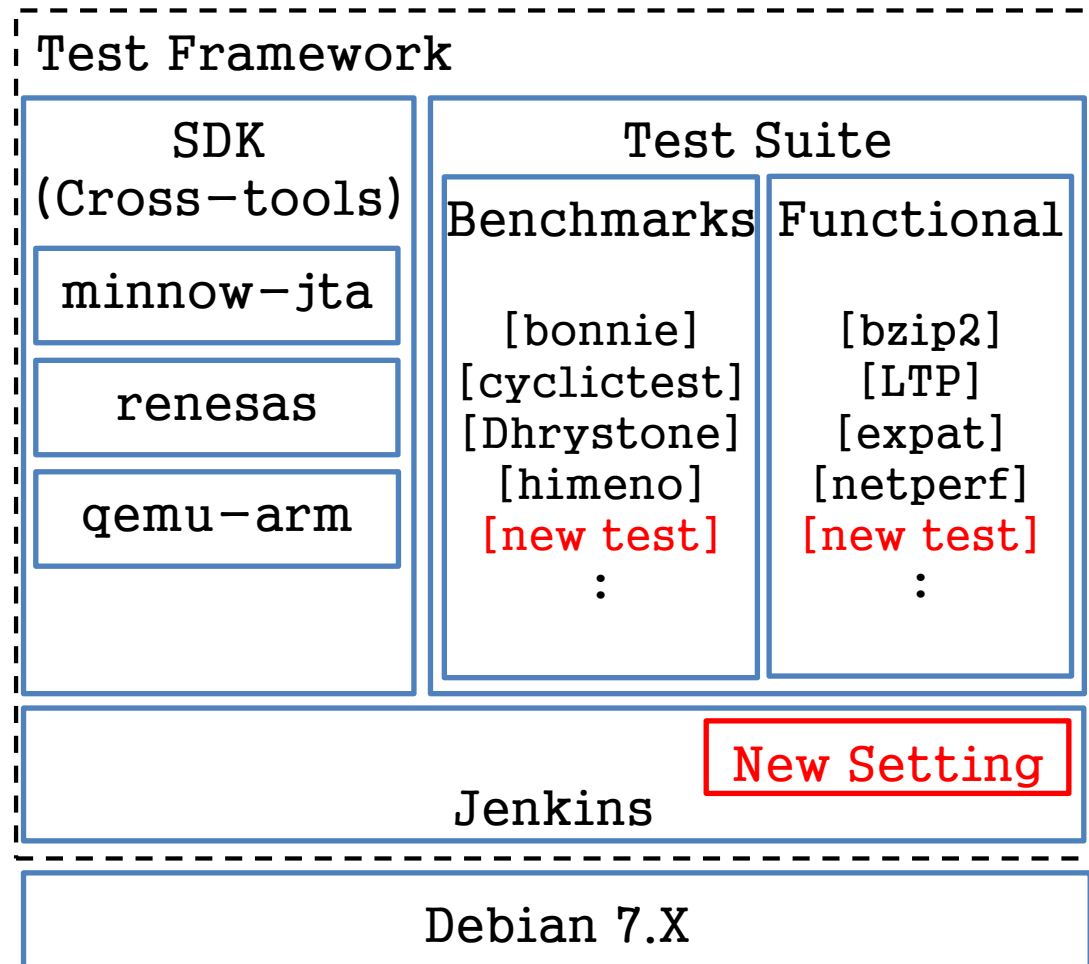 Test Framework
SDK
(Cross-tools)
minnow-jta
renesas
qemu-arm
Test Suite
Benchmarks
[bonnie]
[cyclictest]
[Dhrystone]
[himeno]
[new test]
:
Functional
[bzip2]
[LTP]
[expat]
[netperf]
[new test]
:
New Setting
Jenkins
Debian 7.X